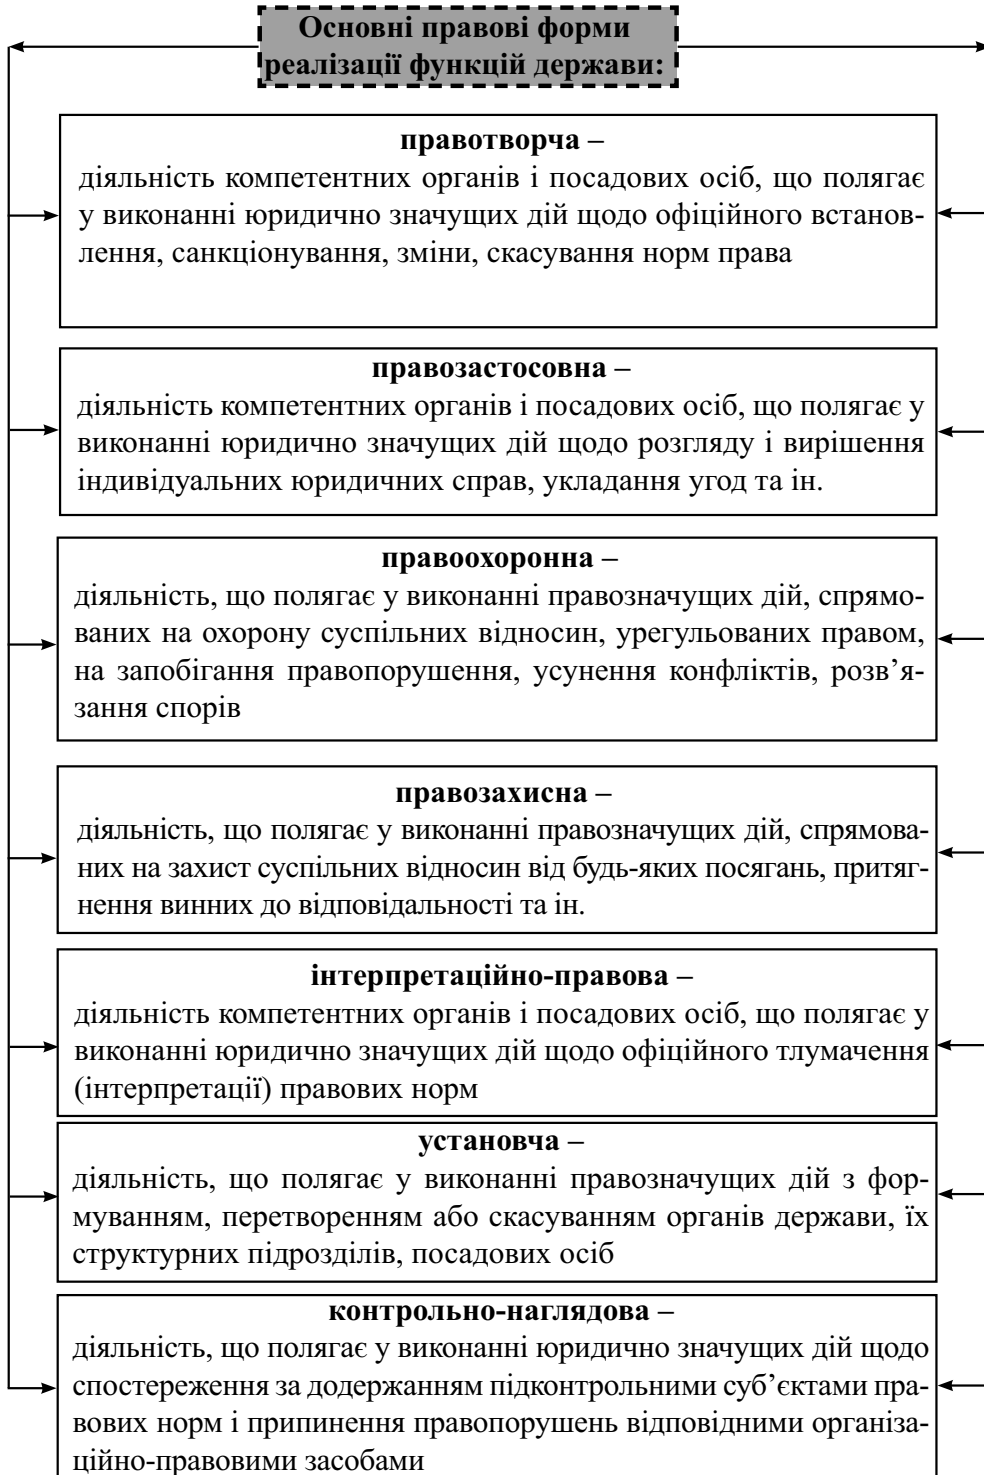 Основні правові форми
реалізації функцій держави:
правотворча –
діяльність компетентних органів і посадових осіб, що полягає
у виконанні юридично значущих дій щодо офіційного встанов-
лення, санкціонування, зміни, скасування норм права
правозастосовна –
діяльність компетентних органів і посадових осіб, що полягає у
виконанні юридично значущих дій щодо розгляду і вирішення
індивідуальних юридичних справ, укладання угод та ін.
правоохоронна –
діяльність, що полягає у виконанні правозначущих дій, спрямо-
ваних на охорону суспільних відносин, урегульованих правом,
на запобігання правопорушення, усунення конфліктів, розв’я-
зання спорів
правозахисна –
діяльність, що полягає у виконанні правозначущих дій, спрямова-
них на захист суспільних відносин від будь-яких посягань, притяг-
нення винних до відповідальності та ін.
інтерпретаційно-правова –
діяльність компетентних органів і посадових осіб, що полягає у
виконанні юридично значущих дій щодо офіційного тлумачення
(інтерпретації) правових норм
установча –
діяльність, що полягає у виконанні правозначущих дій з фор-
муванням, перетворенням або скасуванням органів держави, їх
структурних підрозділів, посадових осіб
контрольно-наглядова –
діяльність, що полягає у виконанні юридично значущих дій щодо
спостереження за додержанням підконтрольними суб’єктами пра-
вових норм і припинення правопорушень відповідними організа-
ційно-правовими засобами